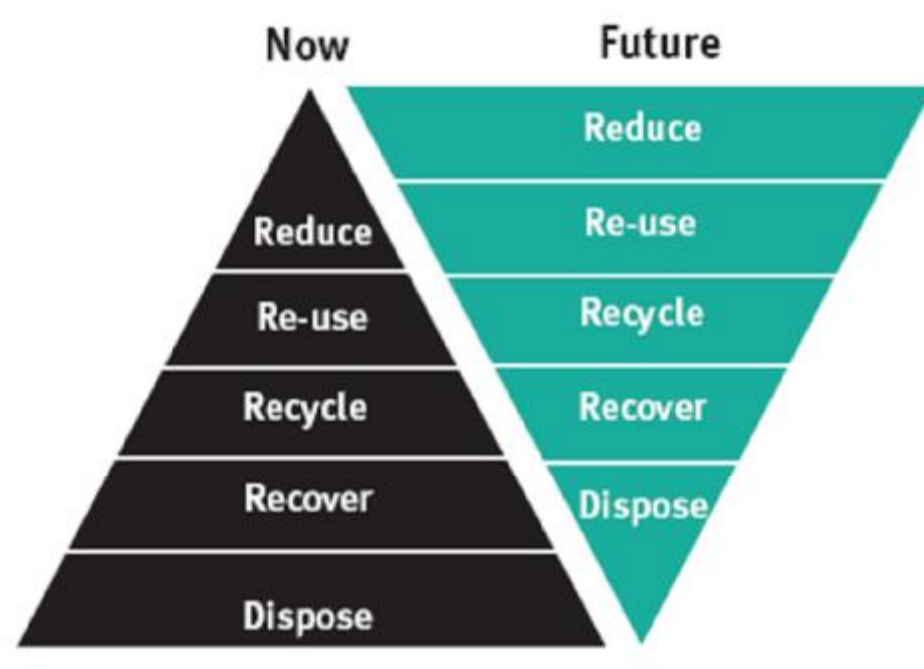 Now
Reduce
Re-use
Recycle
Recover
Dispose
Future
Reduce
Re-use
Recycle
Recover
Dispose